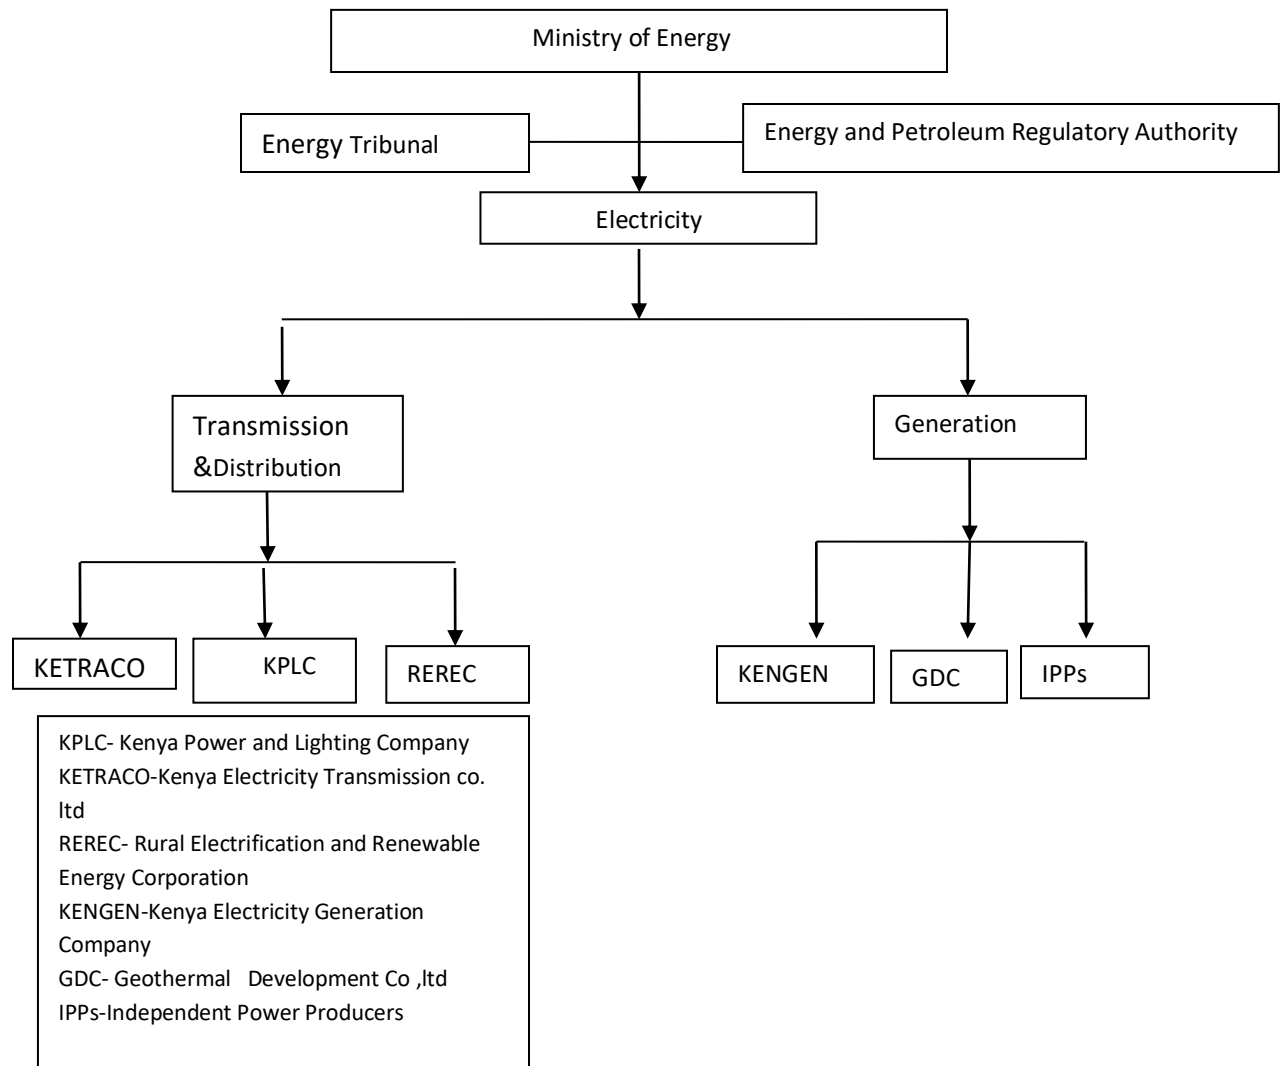 Ministry of Energy
Energy Tribunal
Energy and Petroleum Regulatory Authority
Electricity
Transmission
&Distribution
Generation
KETRACO
KPLC
REREC
KENGEN
GDC
IPPs
KPLC- Kenya Power and Lighting Company
KETRACO-Kenya Electricity Transmission co.
ltd
REREC- Rural Electrification and Renewable
Energy Corporation
KENGEN-Kenya Electricity Generation
Company
GDC- Geothermal Development Co ,ltd
IPPs-Independent Power Producers